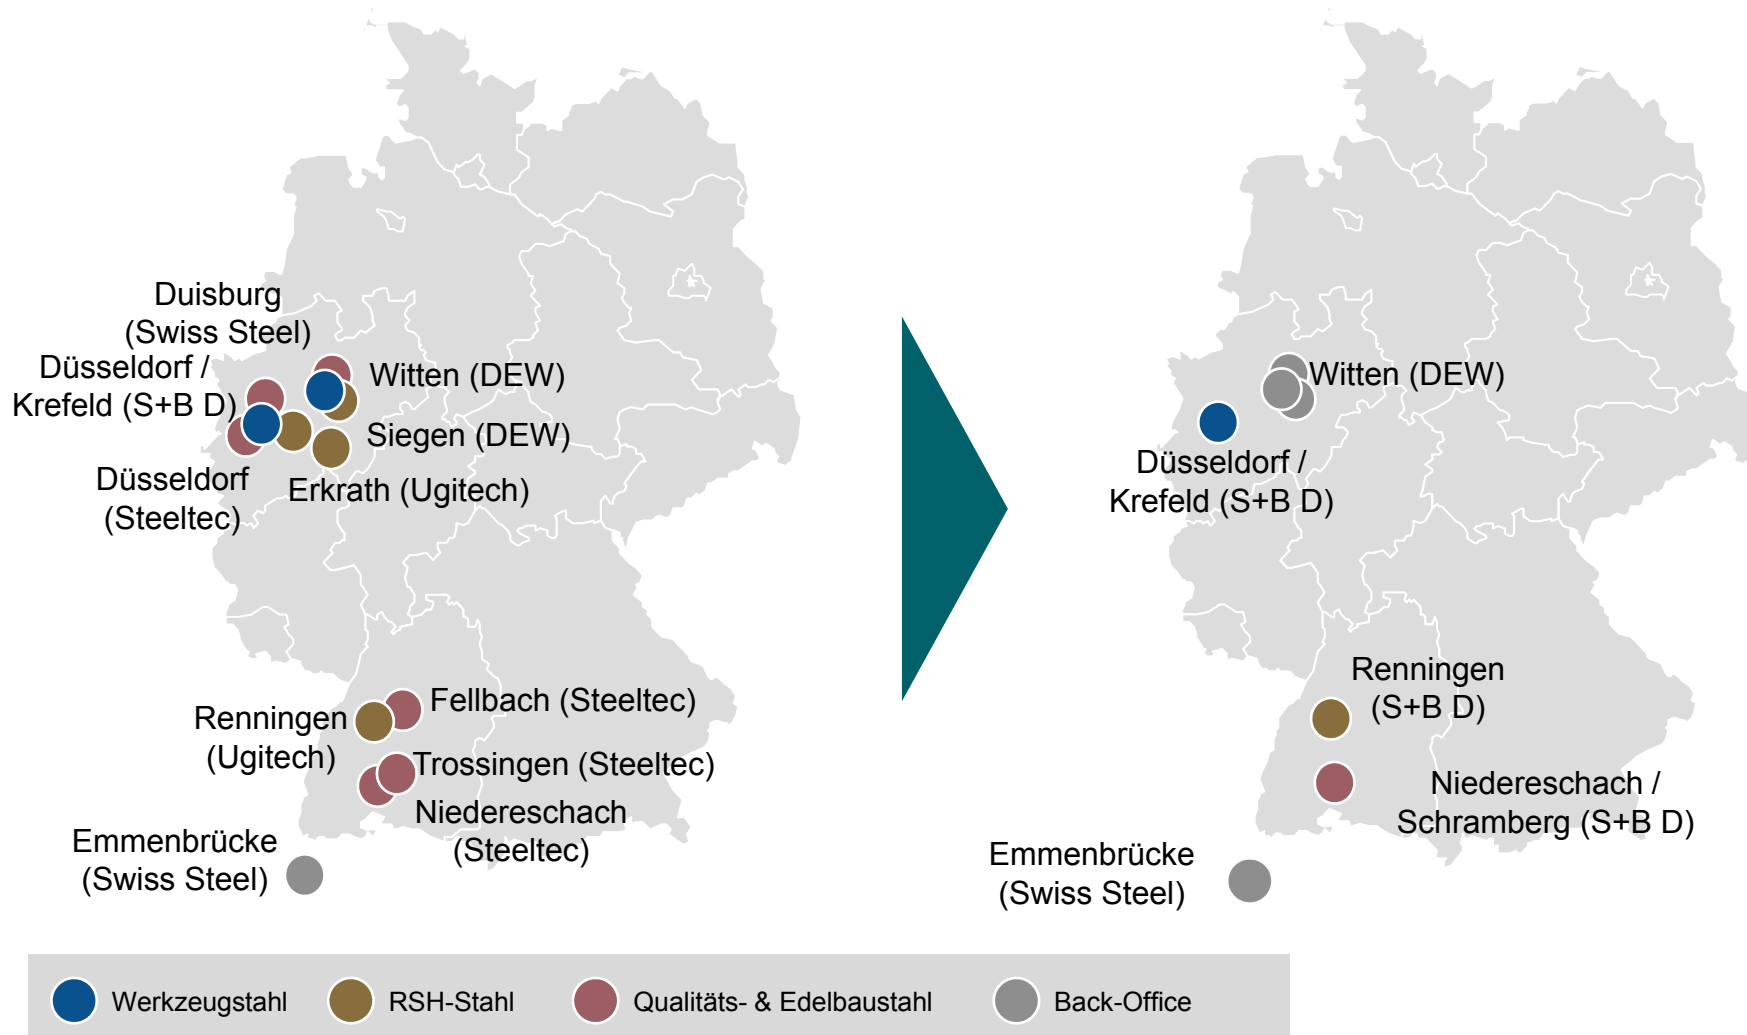 Duisburg
(Swiss Steel)
Düsseldorf /
Krefeld (S+B D)
Witten (DEW)
Siegen (DEW)
Düsseldorf
(Steeltec)
Erkrath (Ugitech)
Fellbach (Steeltec)
Renningen
(Ugitech)
Trossingen (Steeltec)
Niedereschach
(Steeltec)
Emmenbrücke
(Swiss Steel)
Witten (DEW)
Düsseldorf /
Krefeld (S+B D)
Renningen
(S+B D)
Niedereschach /
Schramberg (S+B D)
Emmenbrücke
(Swiss Steel)
Werkzeugstahl
RSH-Stahl
Qualitäts- & Edelbaustahl
Back-Office